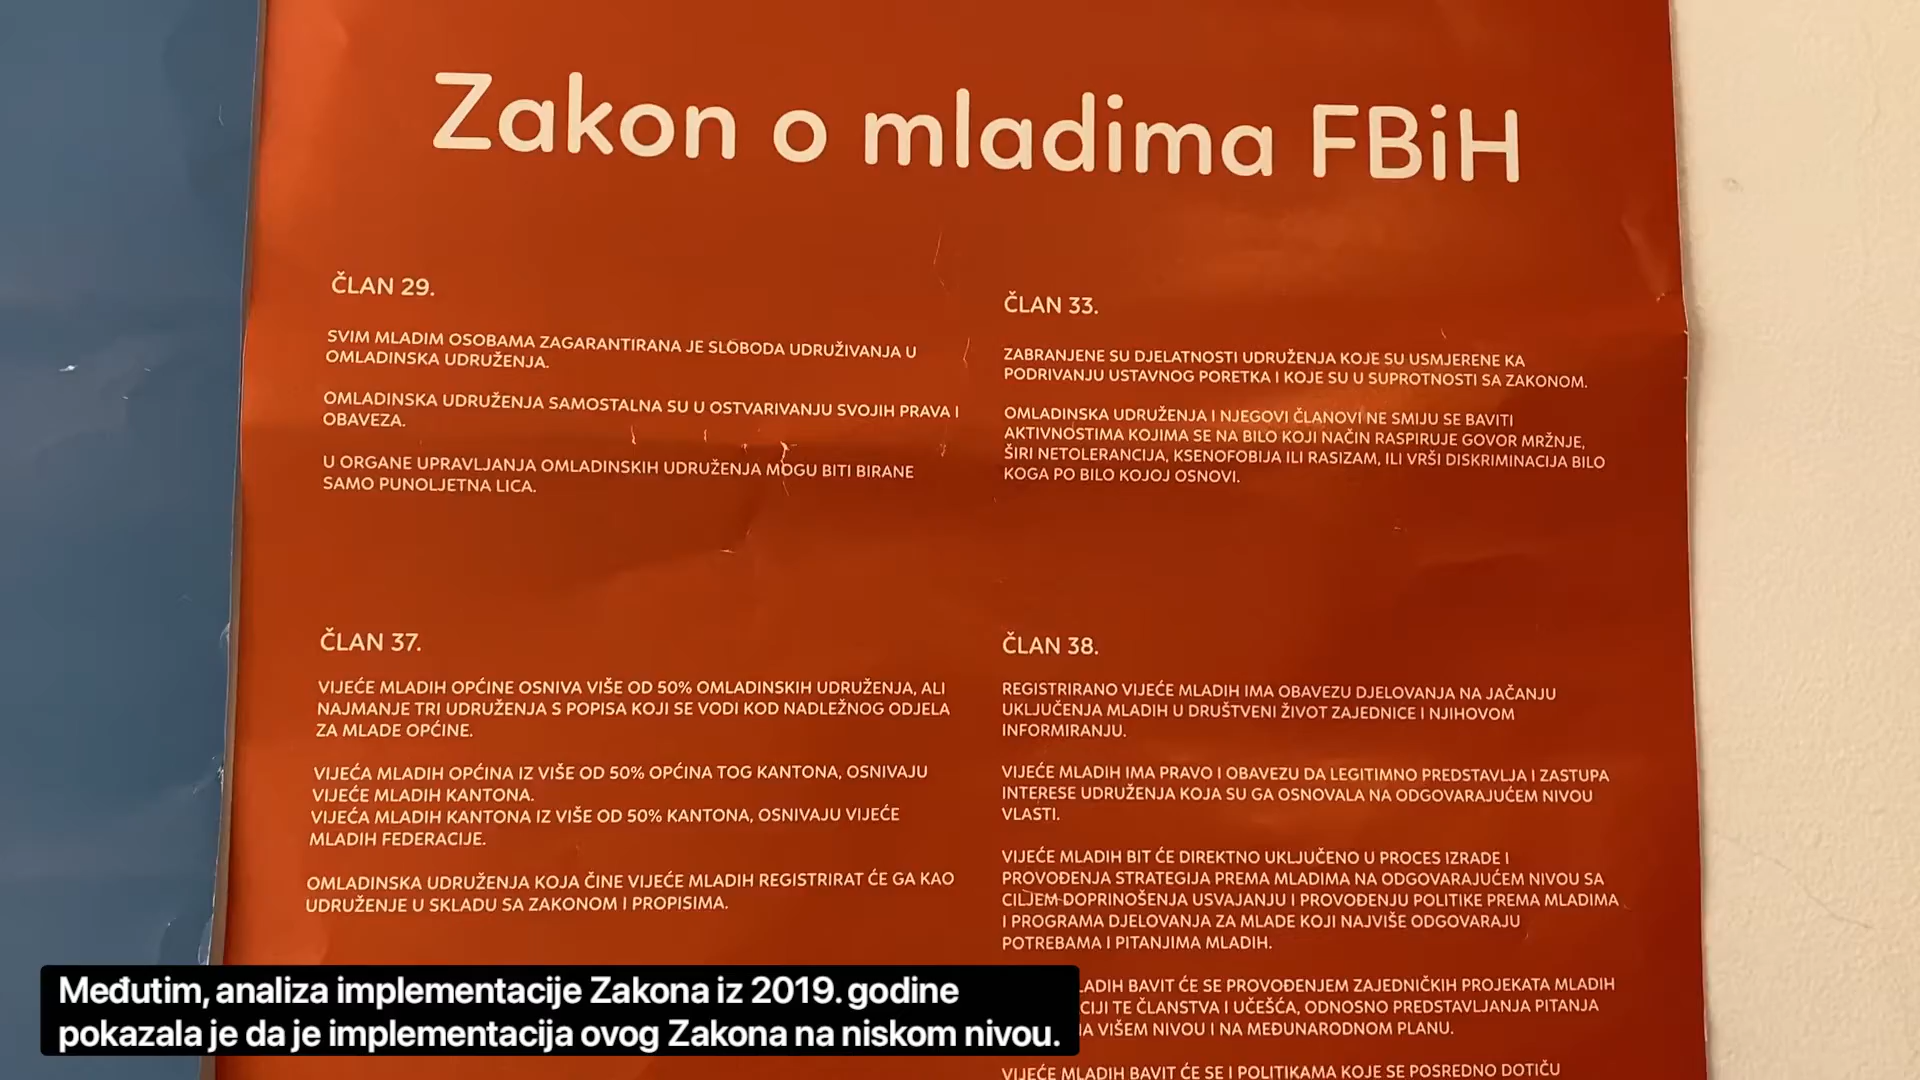 Zakon o mladima FBiH
ČLAN 29.
SVIM MLADIM OSOBAMA ZAGARANTIRANA JE SLOBODA UDRUŽIVANJA U
OMLADINSKA UDRUŽENJA.
OMLADINSKA UDRUŽENJA SAMOSTALNA SU U OSTVARIVANJU SVOJIH PRAVA I
OBAVEZA.
U ORGANE UPRAVLJANJA OMLADINSKIH UDRUŽENJA MOGU BITI BIRANE
SAMO PUNOLJETNA LICA.
ČLAN 33.
ZABRANJENE SU DJELATNOSTI UDRUŽENJA KOJE SU USMJERENE KA
PODRIVANJU USTAVNOG PORETKA I KOJE SU U SUPROTNOSTI SA ZAKONOM.
OMLADINSKA UDRUŽENJA I NJEGOVI ČLANOVI NE SMIJU SE BAVITI
AKTIVNOSTIMA KOJIMA SE NA BILO KOJI NAČIN RASPIRUJE GOVOR MRŽNJE,
ŠIRI NETOLERANCIJA, KSENOFOBIJA ILI RASIZAM, ILI VRŠI DISKRIMINACIJA BILO
KOGA PO BILO KOJOJ OSNOVI.
ČLAN 37.
VIJEĆE MLADIH OPĆINE OSNIVA VIŠE OD 50% OMLADINSKIH UDRUŽENJA, ALI
NAJMANJE TRI UDRUŽENJA S POPISA KOJI SE VODI KOD NADLEŽNOG ODJELA
ZA MLADE OPĆINE.
VIJEĆA MLADIH OPĆINA IZ VIŠE OD 50% OPĆINA TOG KANTONA, OSNIVAJU
VIJEĆE MLADIH KANTONA.
VIJEĆA MLADIH KANTONA IZ VIŠE OD 50% KANTONA, OSNIVAJU VIJEĆE
MLADIH FEDERACIJE.
OMLADINSKA UDRUŽENJA KOJA ČINE VIJEĆE MLADIH REGISTRIRAT ĆE GA KAO
UDRUŽENJE U SKLADU SA ZAKONOM I PROPISIMA.
ČLAN 38.
REGISTRIRANO VIJEĆE MLADIH IMA OBAVEZU DJELOVANJA NA JAČANJU
UKLJUČENJA MLADIH U DRUŠTVENI ŽIVOT ZAJEDNICE I NJIHOVOM
INFORMIRANJU.
VIJEĆE MLADIH IMA PRAVO I OBAVEZU DA LEGITIMNO PREDSTAVLJA I ZASTUPA
INTERESE UDRUŽENJA KOJA SU GA OSNOVALA NA ODGOVARAJUĆEM NIVOU
VLASTI.
VIJEĆE MLADIH BIT ĆE DIREKTNO UKLJUČENO U PROCES IZRADE I
PROVOĐENJA STRATEGIJA PREMA MLADIMA NA ODGOVARAJUĆEM NIVOU SA
CILJEM DOPRINOŠENJA USVAJANJU I PROVOĐENJU POLITIKE PREMA MLADIMA
I PROGRAMA DJELOVANJA ZA MLADE KOJI NAJVIŠE ODGOVARAJU
POTREBAMA I PITANJIMA MLADIH.
BAVIT ĆE SE PROVOĐENJEM ZAJEDNIČKIH PROJEKATA MLADIH
TE ČLANSTVA I UČEŠĆA, ODNOSNO PREDSTAVLJANJA PITANJA
VIŠEM NIVOU I NA MEĐUNARODNOM PLANU.
VIJEĆE MLADIH BAVIT ĆE SE I POLITIKAMA KOJE SE POSREDNO DOTIČU
Međutim, analiza implementacije Zakona iz 2019. godine
pokazala je da je implementacija ovog Zakona na niskom nivou.